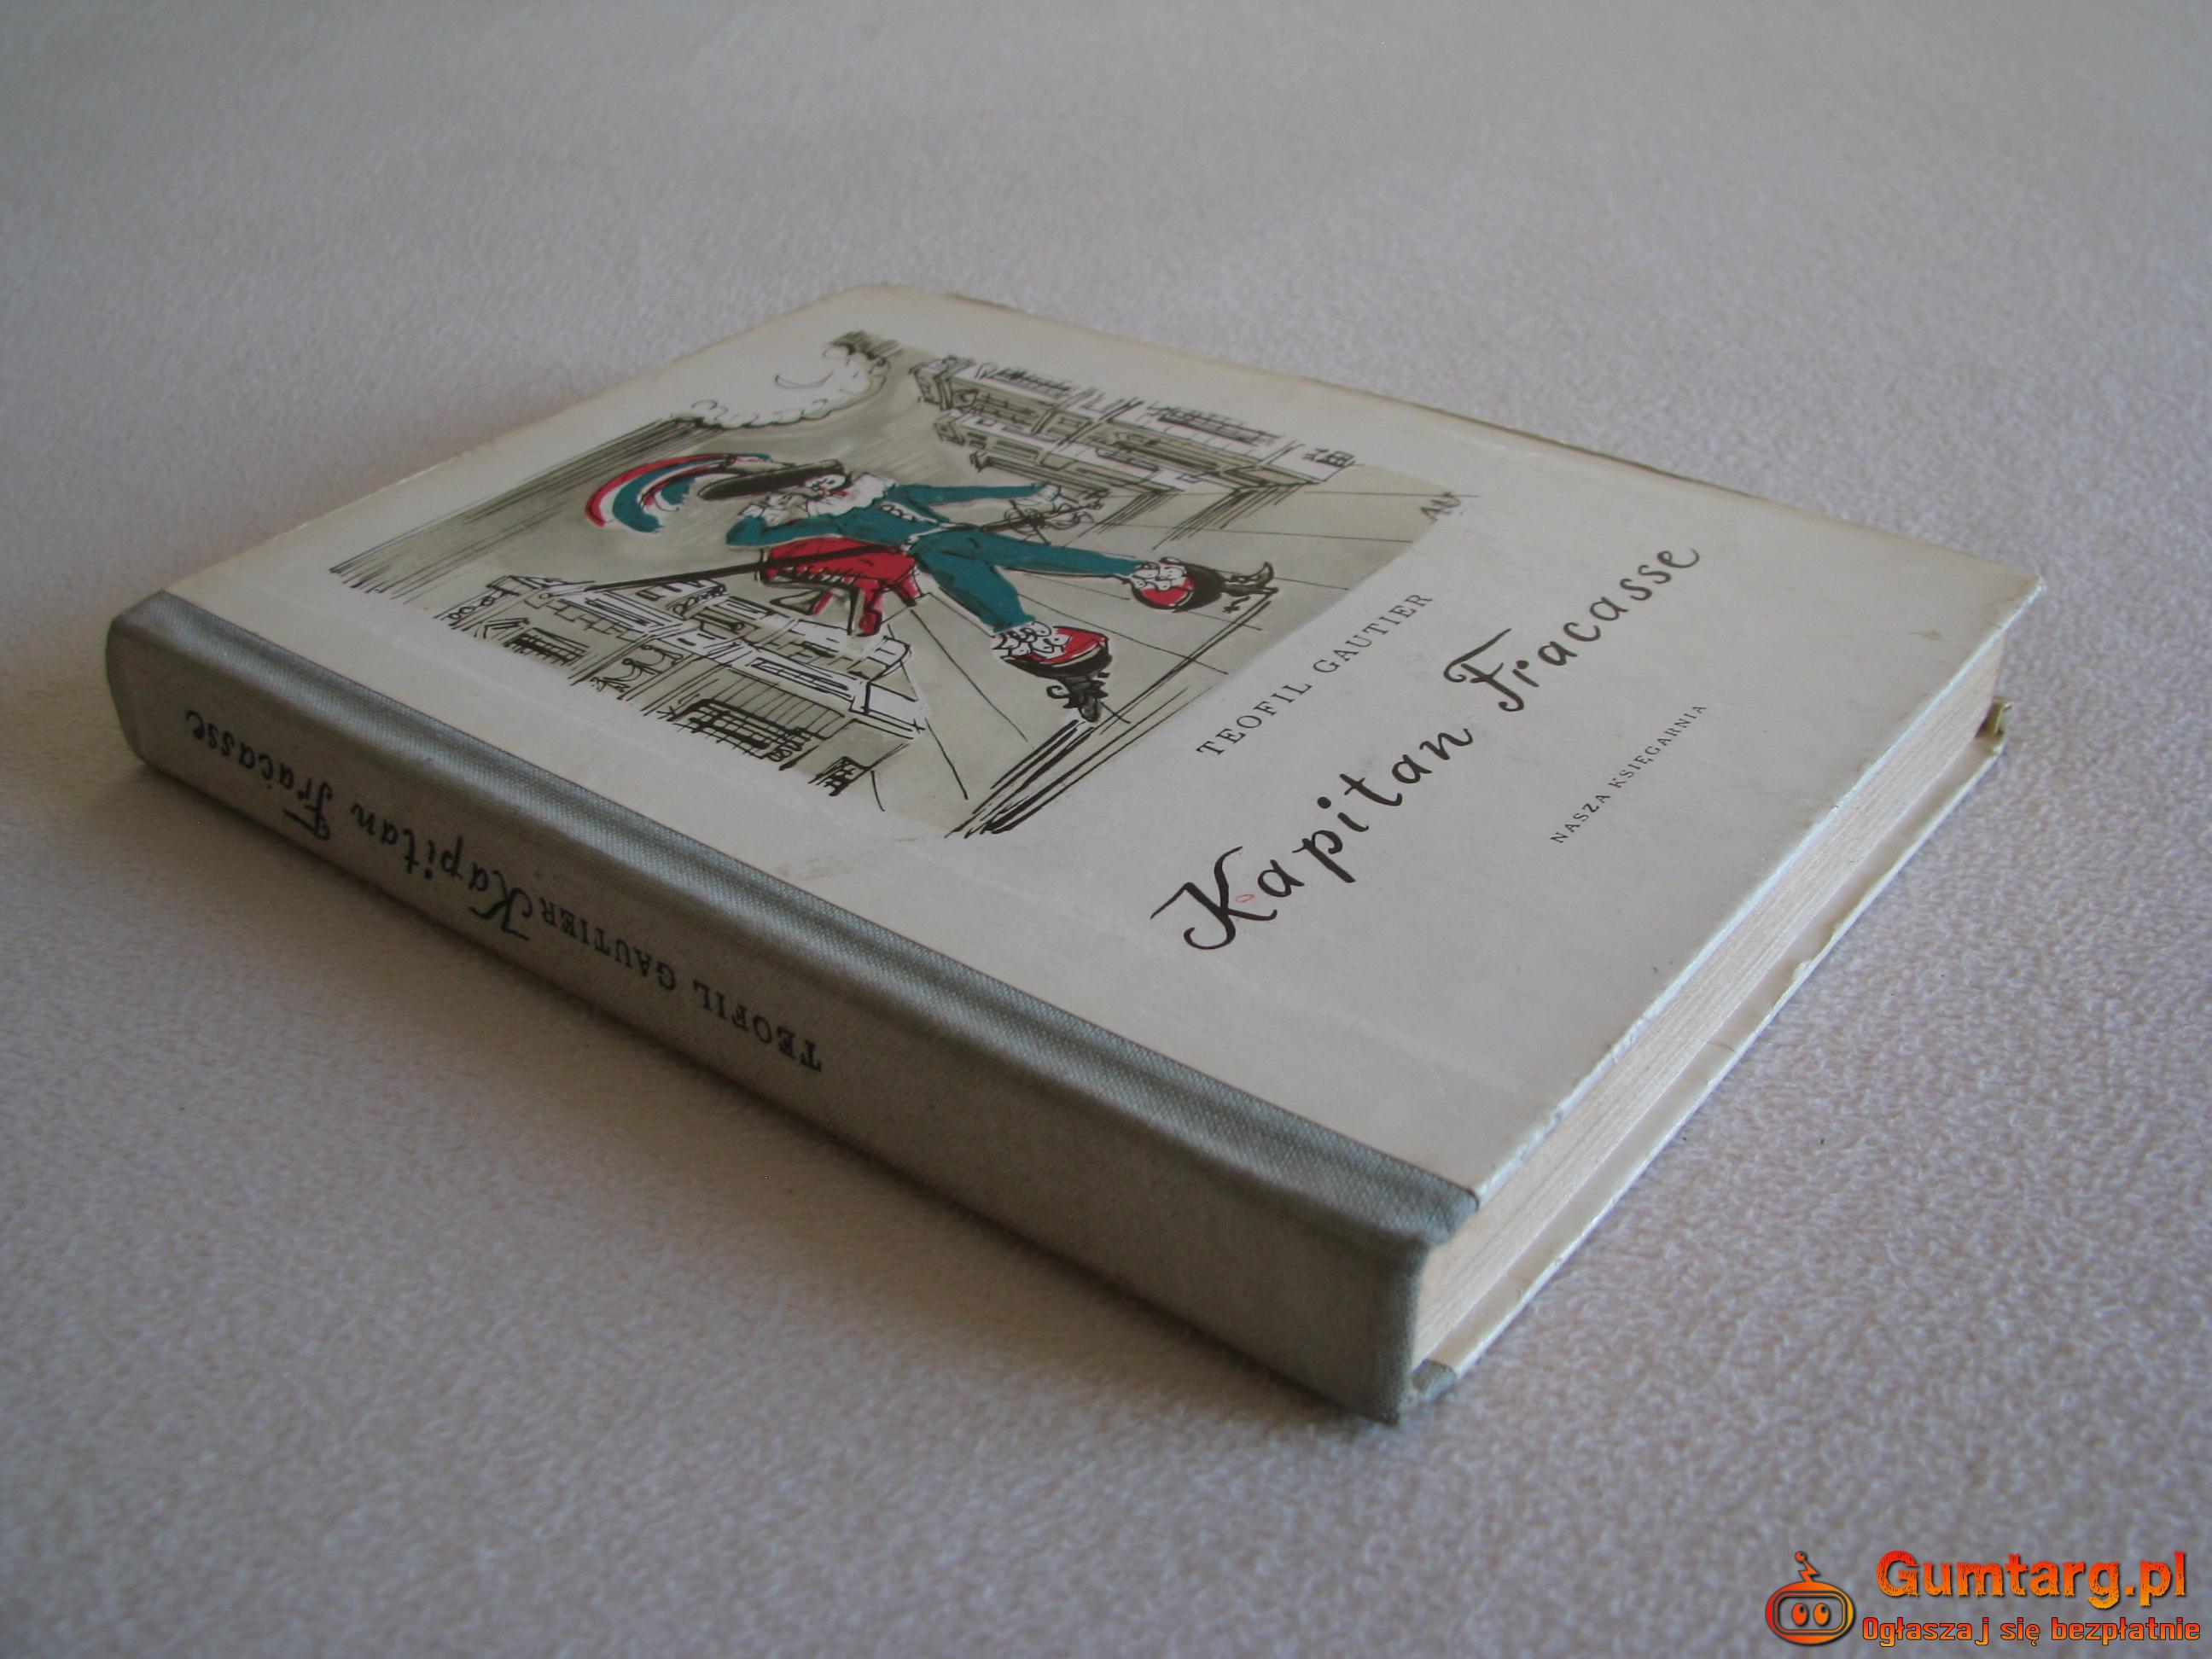 TEOFIL GAUTIER
Kapitan Fracasse
NASZA KSIĘGARNIA
TEOFIL GAUTIER Kapitan Fracasse
Gumtarg.pl
Ogłaszaj się bezpłatnie